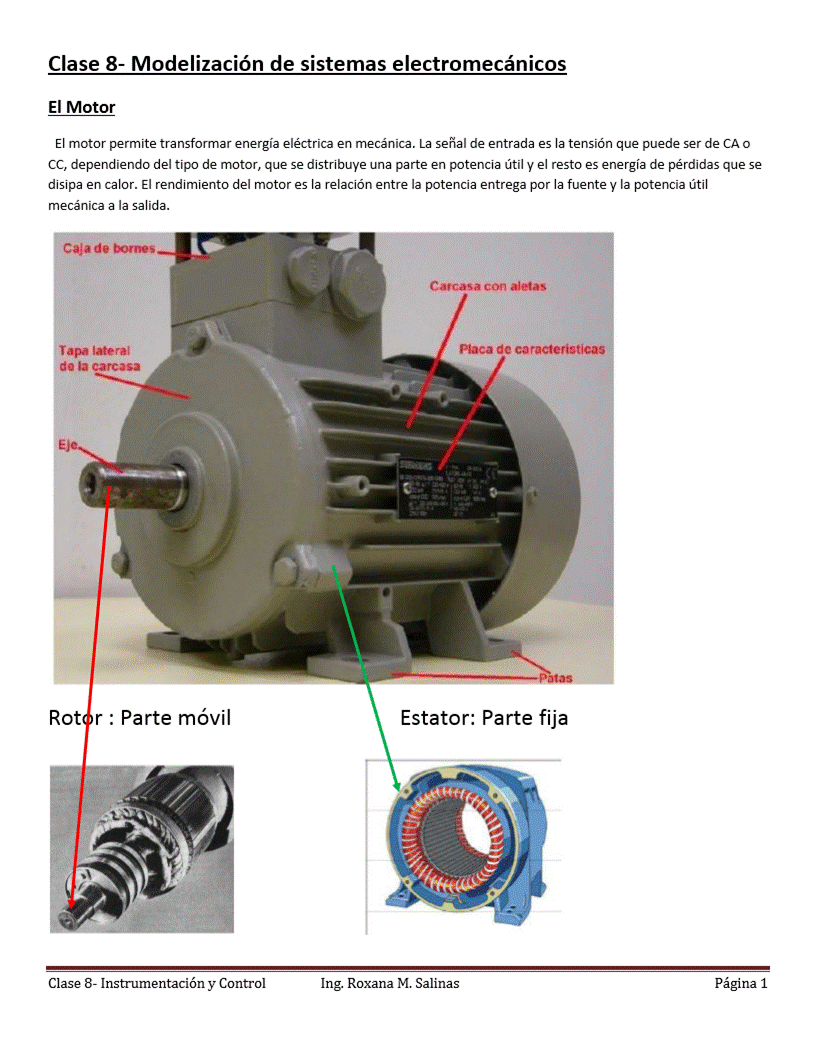 Clase 8- Modelización de sistemas electromecánicos
El Motor
El motor permite transformar energía eléctrica en mecánica. La señal de entrada es la tensión que puede ser de CA o
CC, dependiendo del tipo de motor, que se distribuye una parte en potencia útil y el resto es energía de pérdidas que se
disipa en calor. El rendimiento del motor es la relación entre la potencia entrega por la fuente y la potencia útil
mecánica a la salida.
Caja de bornes
Carcasa con aletas
Tapa lateral
de la carcasa
Placa de caracteristicas
Eje
SIEMENS
Patas
Rotor : Parte móvil
Estator: Parte fija
Clase 8- Instrumentación y Control Ing. Roxana M. Salinas Página 1